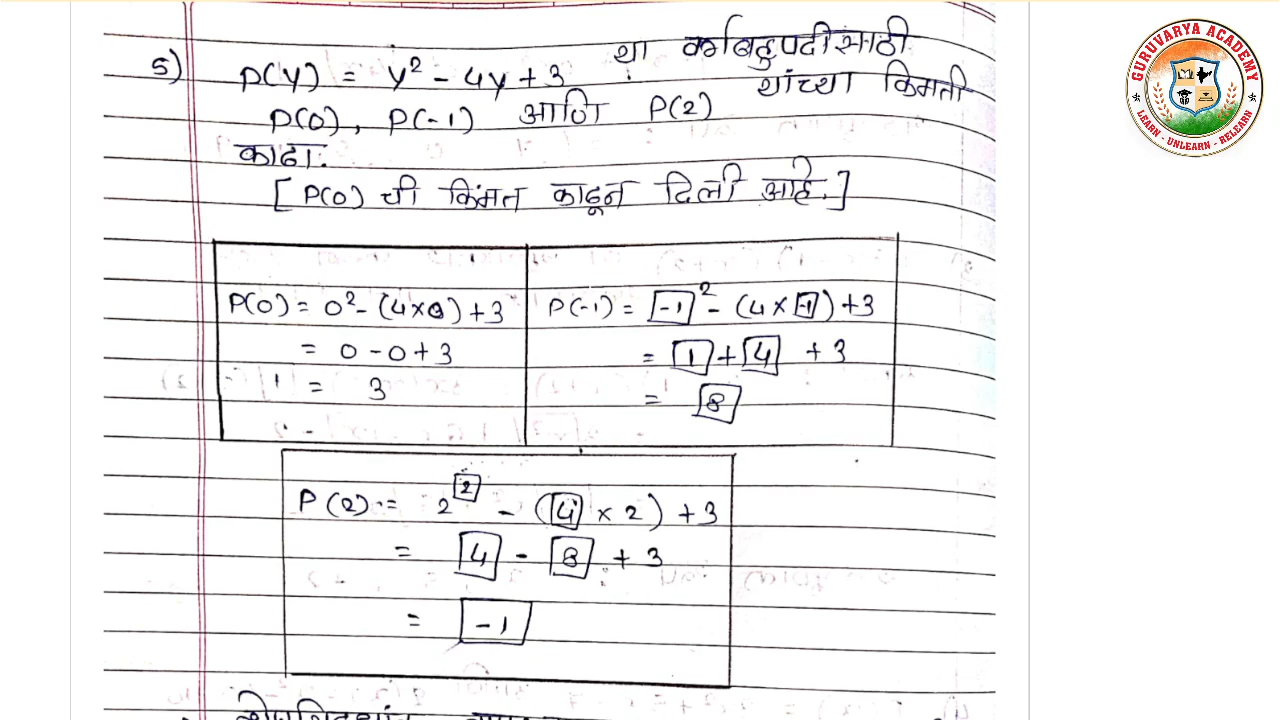 5) P(y) = y² - 4y + 3 या वर्गबहुपदीसाठी
P(0), P(-1) आणि P(2) यांच्या किमती
काढा.
[P(0) ची किंमत काढून दिली आहे.]
P(0) = 0² - (4×0) + 3
= 0 - 0 + 3
= 3
P(-1) = -1² - (4 × -1) + 3
= 1 + 4 + 3
= 8
P(2) = 2² - (4 × 2) + 3
= 4 - 8 + 3
= -1
GURUVARYA ACADEMY
LEARN - UNLEARN - RELEARN